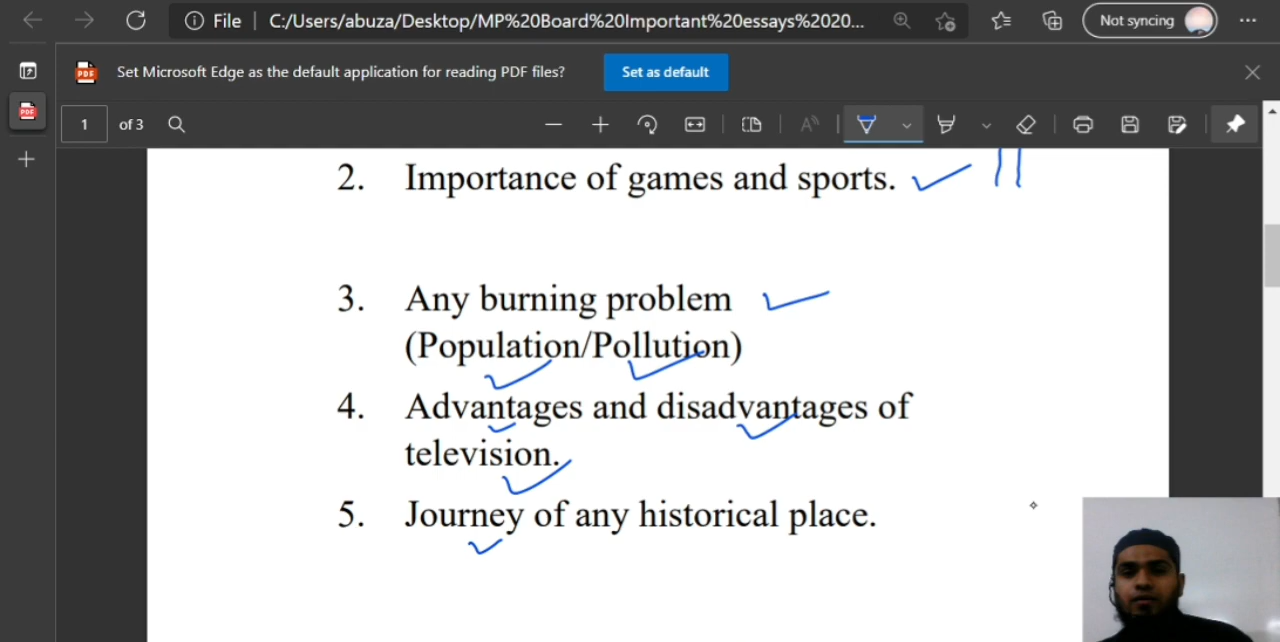 File
C:/Users/abuza/Desktop/MP%20Board%20Important%20essays%2020...
Not syncing
PDF
Set Microsoft Edge as the default application for reading PDF files?
Set as default
PDF
1 of 3
2. Importance of games and sports.
3. Any burning problem
(Population/Pollution)
4. Advantages and disadvantages of
television.
5. Journey of any historical place.